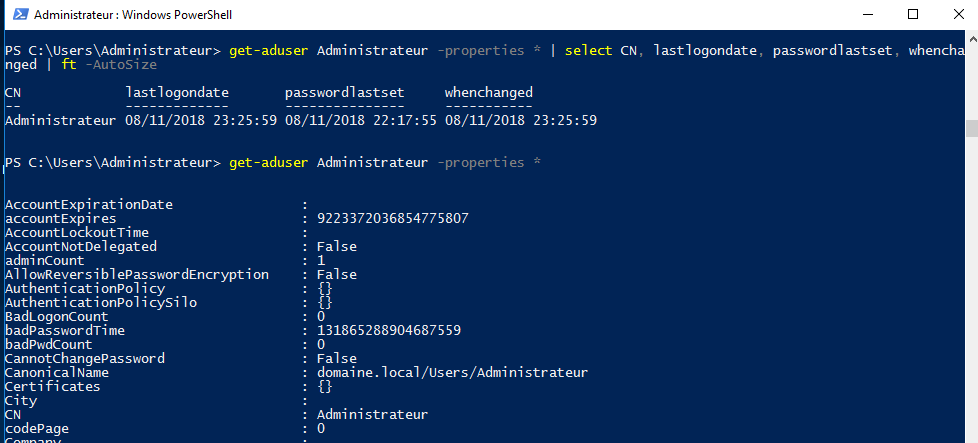 Administrateur : Windows PowerShell
PS C:\Users\Administrateur> get-aduser Administrateur -properties * | select CN, lastlogondate, passwordlastset, whencha
nged | ft -AutoSize
CN             lastlogondate       passwordlastset     whenchanged
--             -------------       ---------------     -----------
Administrateur 08/11/2018 23:25:59 08/11/2018 22:17:55 08/11/2018 23:25:59
PS C:\Users\Administrateur> get-aduser Administrateur -properties *
AccountExpirationDate                :
accountExpires                       : 9223372036854775807
AccountLockoutTime                   :
AccountNotDelegated                  : False
adminCount                           : 1
AllowReversiblePasswordEncryption    : False
AuthenticationPolicy                 : {}
AuthenticationPolicySilo             : {}
BadLogonCount                        : 0
badPasswordTime                      : 131865288904687559
badPwdCount                          : 0
CannotChangePassword                 : False
CanonicalName                        : domaine.local/Users/Administrateur
Certificates                         : {}
City                                 :
CN                                   : Administrateur
codePage                             : 0
Company                              :